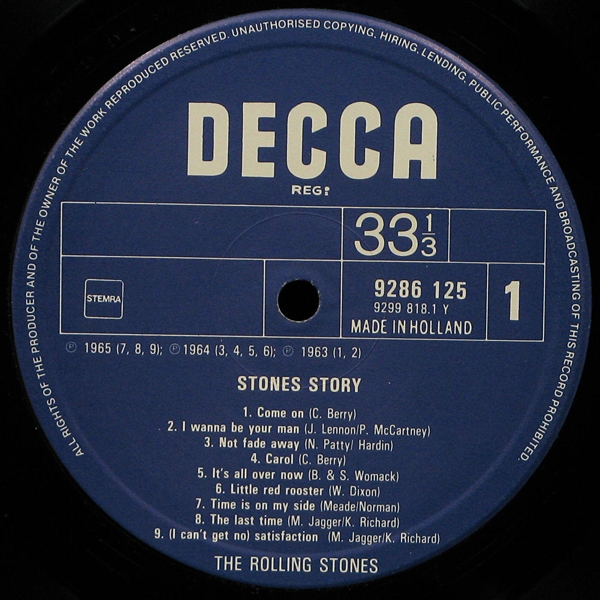 ALL RIGHTS OF THE PRODUCER AND OF THE OWNER OF THE WORK REPRODUCED RESERVED. UNAUTHORISED COPYING, HIRING, LENDING, PUBLIC PERFORMANCE AND BROADCASTING OF THIS RECORD PROHIBITED.
DECCA
REG:
33 1/3
STEMRA
9286 125
9299 818.1 Y
MADE IN HOLLAND
1
Ⓟ 1965 (7, 8, 9); Ⓟ 1964 (3, 4, 5, 6); Ⓟ 1963 (1, 2)
STONES STORY
1. Come on (C. Berry)
2. I wanna be your man (J. Lennon/P. McCartney)
3. Not fade away (N. Patty/ Hardin)
4. Carol (C. Berry)
5. It's all over now (B. & S. Womack)
6. Little red rooster (W. Dixon)
7. Time is on my side (Meade/Norman)
8. The last time (M. Jagger/K. Richard)
9. (I can't get no) satisfaction (M. Jagger/K. Richard)
THE ROLLING STONES